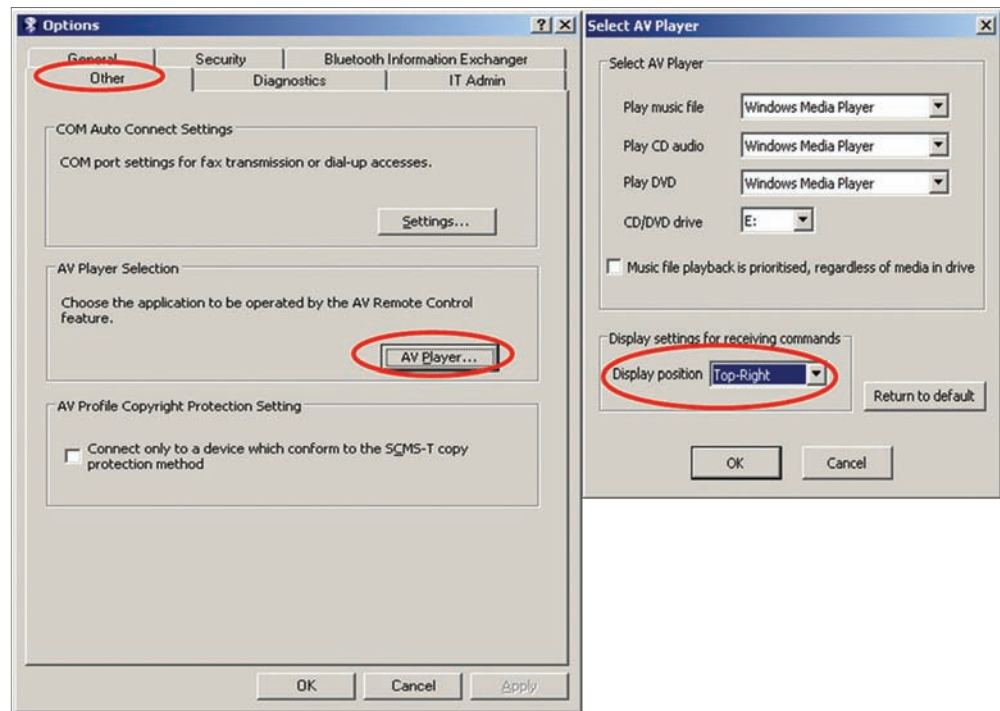 Options
General
Security
Bluetooth Information Exchanger
Other
Diagnostics
IT Admin
COM Auto Connect Settings
COM port settings for fax transmission or dial-up accesses.
Settings...
AV Player Selection
Choose the application to be operated by the AV Remote Control
feature.
AV Player...
AV Profile Copyright Protection Setting
Connect only to a device which conform to the SCMS-T copy
protection method
OK
Cancel
Apply
Select AV Player
Select AV Player
Play music file
Windows Media Player
Play CD audio
Windows Media Player
Play DVD
Windows Media Player
CD/DVD drive
E:
Music file playback is prioritised, regardless of media in drive
Display settings for receiving commands
Display position
Top-Right
Return to default
OK
Cancel